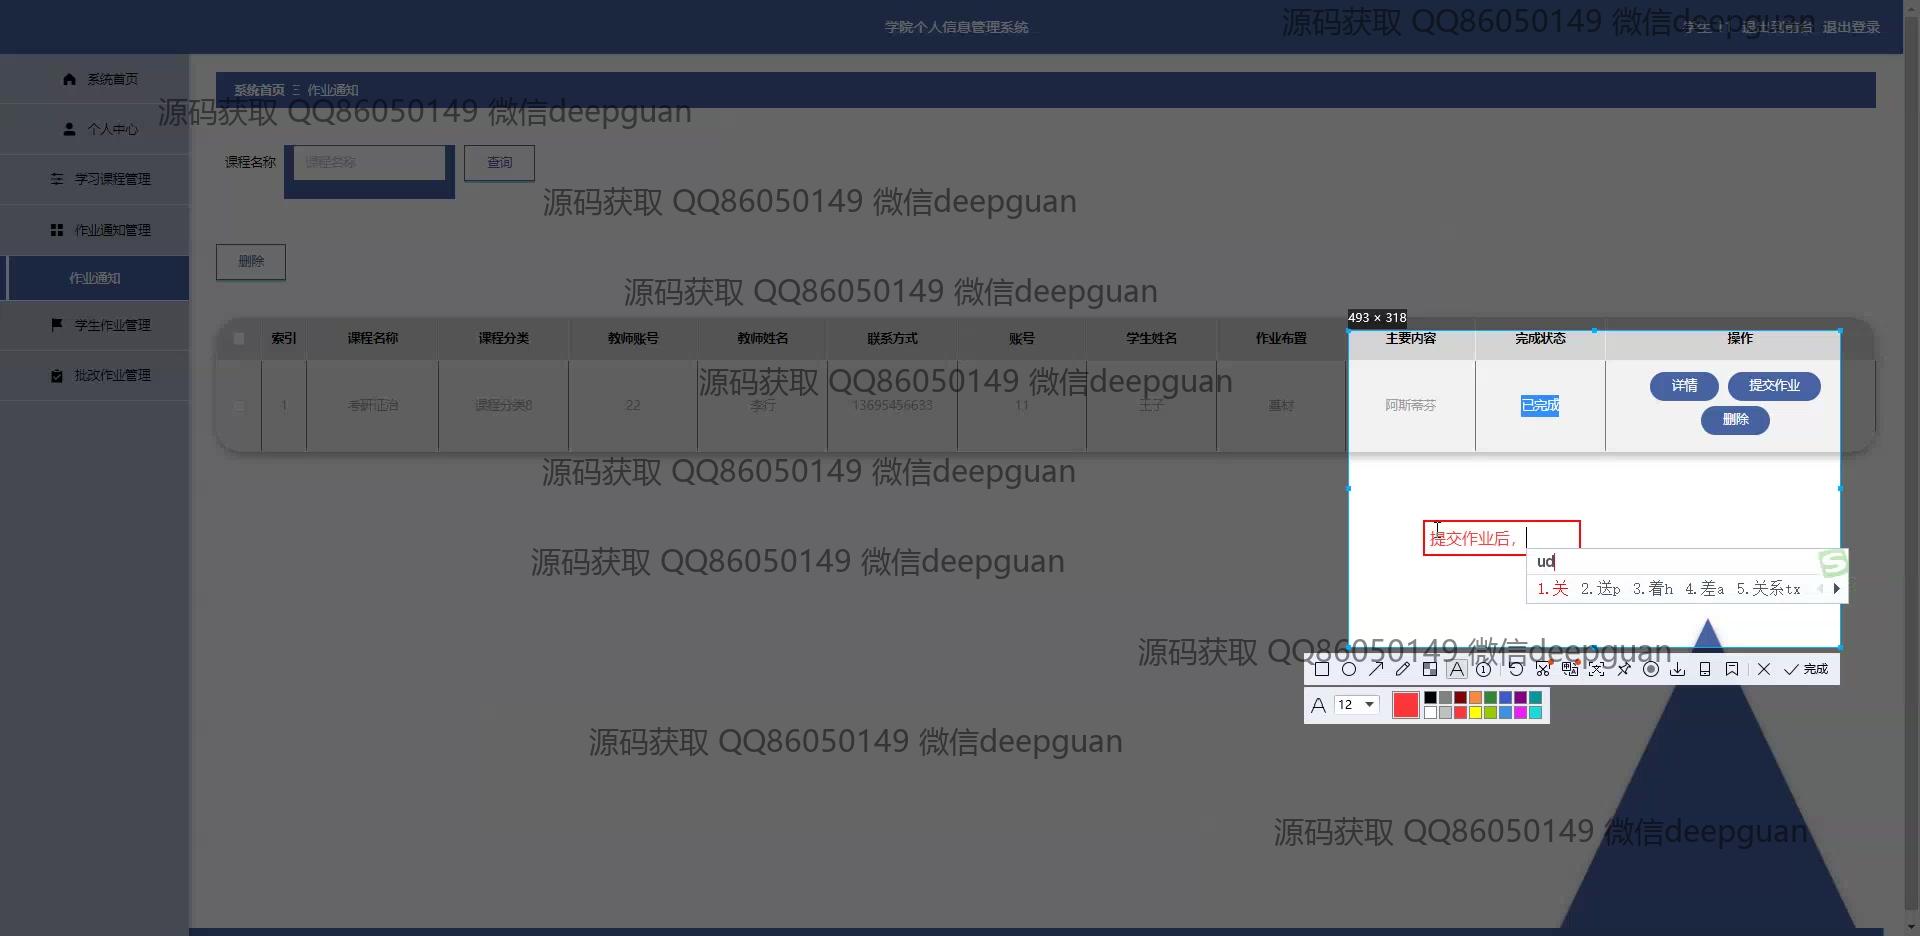 学院个人信息管理系统
源码获取 QQ86050149 微信deepguan
退出到前台 退出登录
系统首页
系统首页 Ξ 作业通知
源码获取 QQ86050149 微信deepguan
个人中心
课程名称 课程名称 查询
学习课程管理
源码获取 QQ86050149 微信deepguan
作业通知管理
删除
作业通知
源码获取 QQ86050149 微信deepguan
493 × 318
学生作业管理
索引 课程名称 课程分类 教师账号 教师姓名 联系方式 账号 学生姓名 作业布置 主要内容 完成状态 操作
批改作业管理
源码获取 QQ86050149 微信deepguan
详情 提交作业
1 考研证治 课程分类8 22 李行 13695456633 11 王子 墓材 阿斯蒂芬 已完成
删除
源码获取 QQ86050149 微信deepguan
提交作业后，
源码获取 QQ86050149 微信deepguan
ud
1.关 2.送p 3.着h 4.差a 5.关系tx
源码获取 QQ86050149 微信deepguan
完成
A 12
源码获取 QQ86050149 微信deepguan
源码获取 QQ86050149 微信deepguan